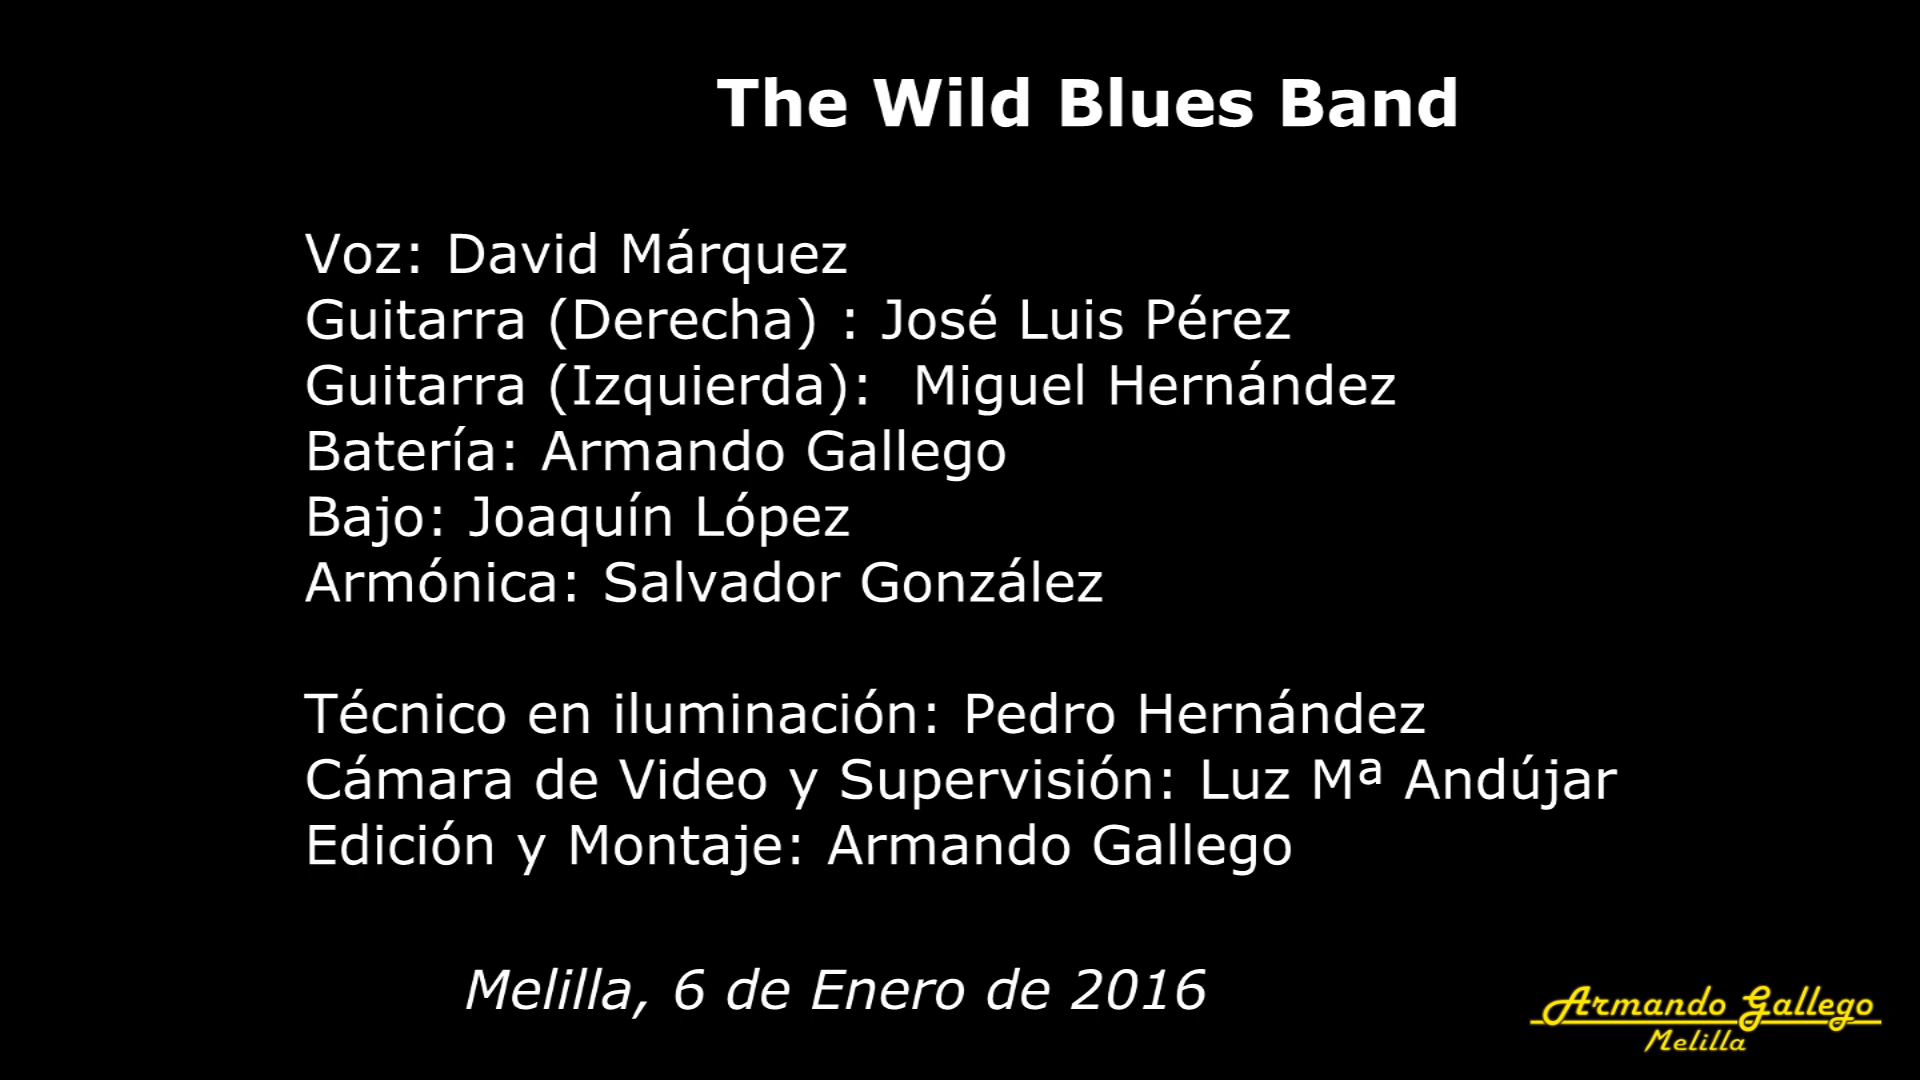 The Wild Blues Band
Voz: David Márquez
Guitarra (Derecha) : José Luis Pérez
Guitarra (Izquierda):  Miguel Hernández
Batería: Armando Gallego
Bajo: Joaquín López
Armónica: Salvador González
Técnico en iluminación: Pedro Hernández
Cámara de Video y Supervisión: Luz Mª Andújar
Edición y Montaje: Armando Gallego
Melilla, 6 de Enero de 2016
Armando Gallego
Melilla